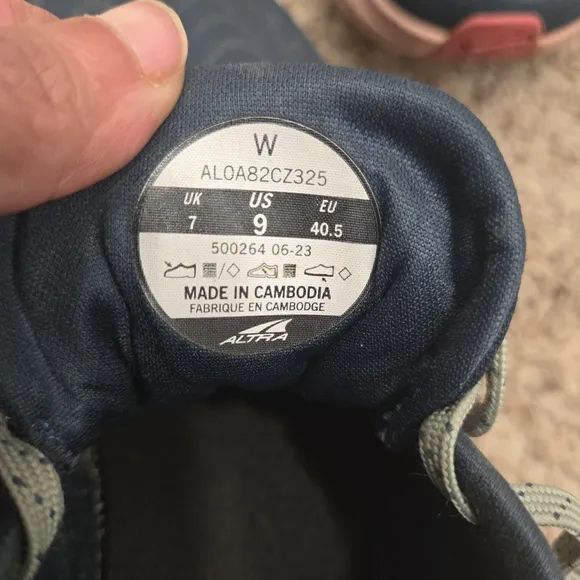 W
AL0A82CZ325
UK US EU
7 9 40.5
500264 06-23
MADE IN CAMBODIA
FABRIQUE EN CAMBODGE
ALTRA